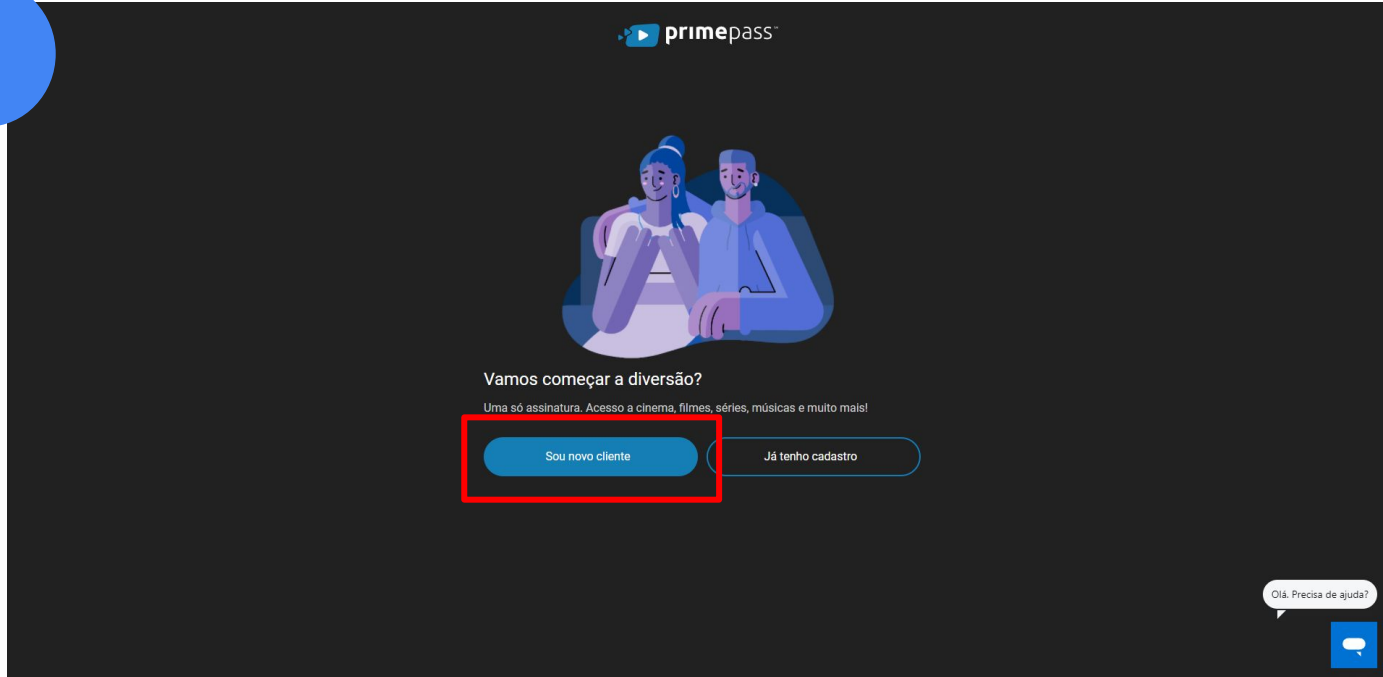 primepass™
Vamos começar a diversão?
Uma só assinatura. Acesso a cinema, filmes, séries, músicas e muito mais!
Sou novo cliente
Já tenho cadastro
Olá. Precisa de ajuda?